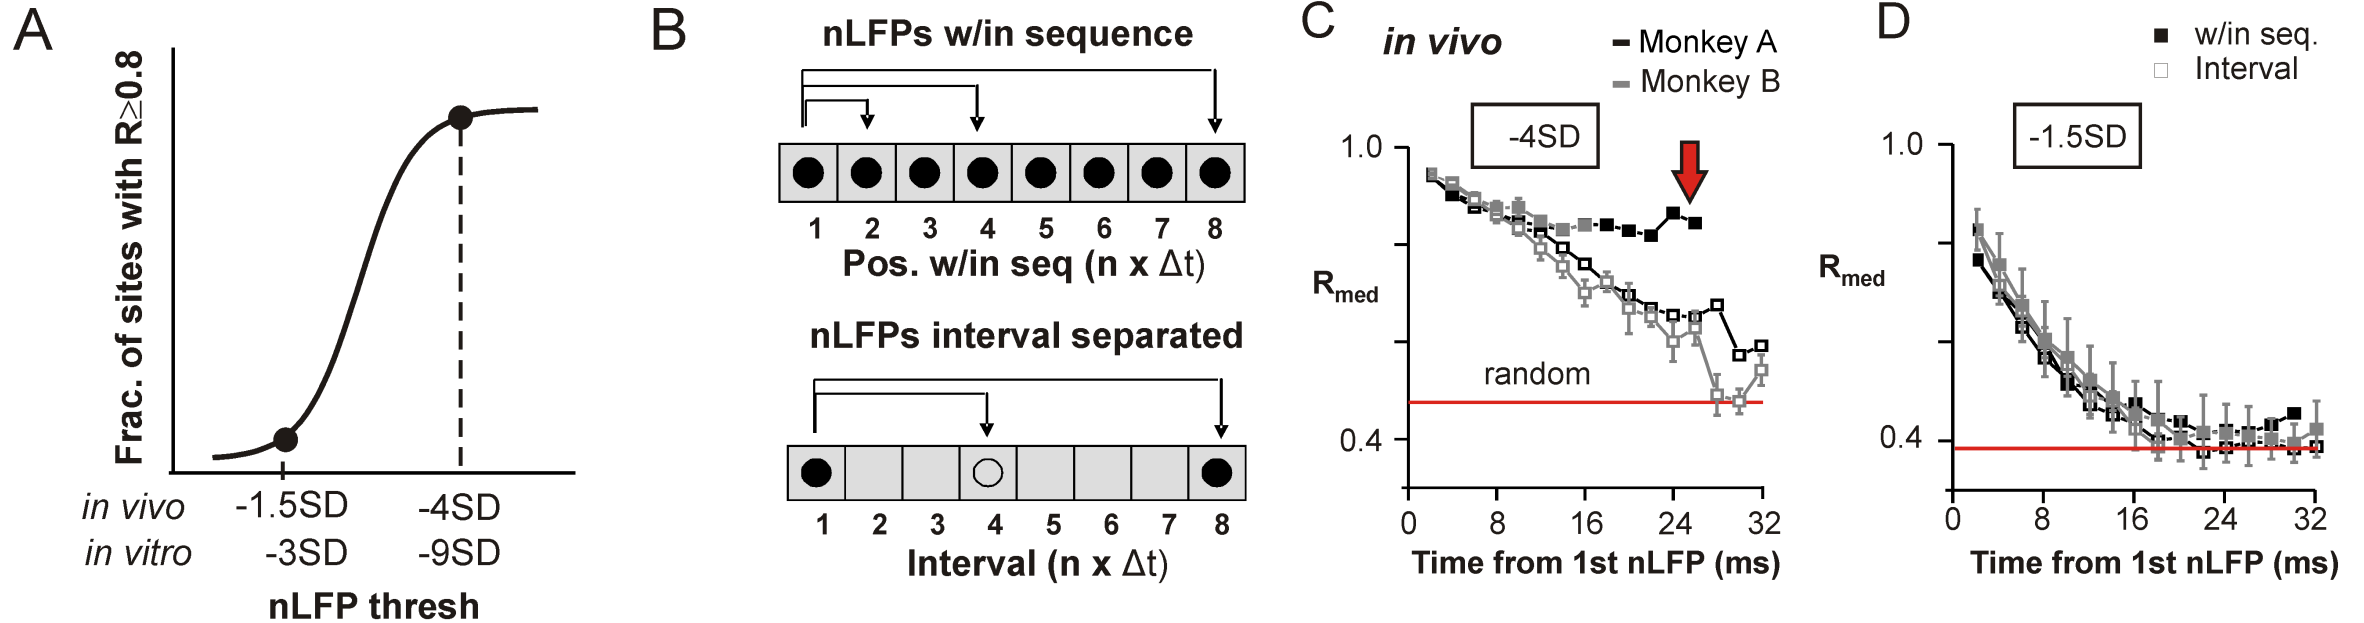 A
Frac. of sites with R≥0.8
in vivo -1.5SD -4SD
in vitro -3SD -9SD
nLFP thresh
B
nLFPs w/in sequence
1 2 3 4 5 6 7 8
Pos. w/in seq (n x Δt)
nLFPs interval separated
1 2 3 4 5 6 7 8
Interval (n x Δt)
C
in vivo
Monkey A
Monkey B
-4SD
1.0
Rmed
random
0.4
0 8 16 24 32
Time from 1st nLFP (ms)
D
w/in seq.
Interval
-1.5SD
1.0
Rmed
0.4
0 8 16 24 32
Time from 1st nLFP (ms)